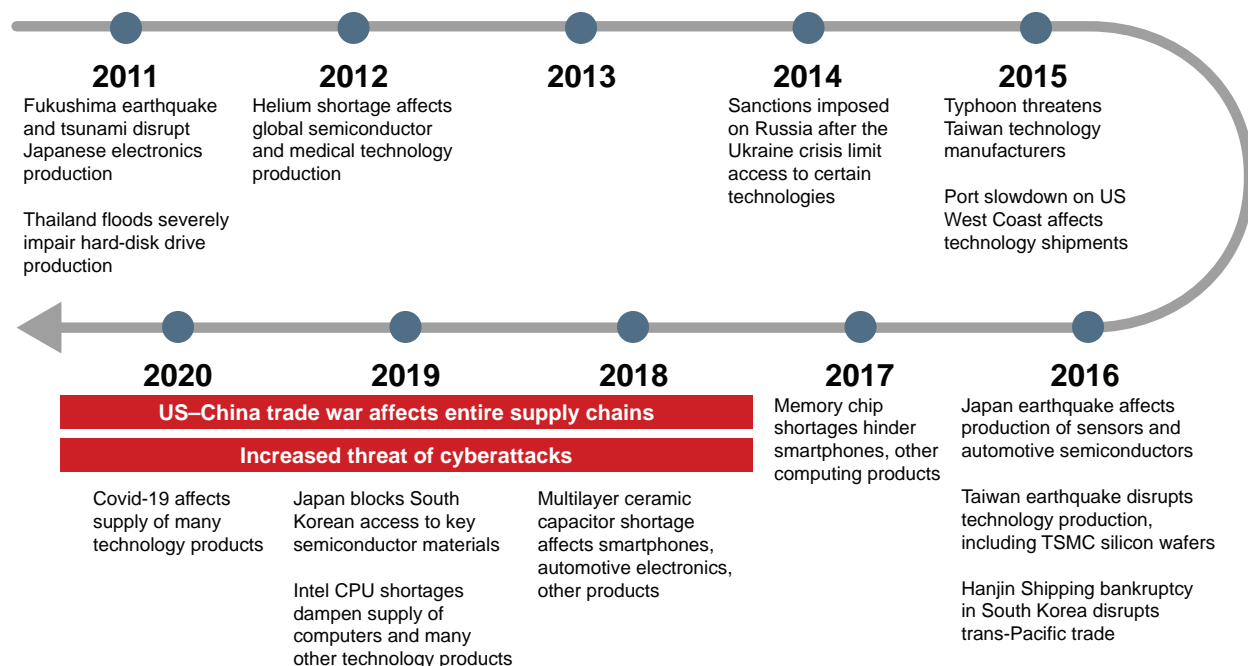 2011
Fukushima earthquake
and tsunami disrupt
Japanese electronics
production
Thailand floods severely
impair hard-disk drive
production
2012
Helium shortage affects
global semiconductor
and medical technology
production
2013
2014
Sanctions imposed
on Russia after the
Ukraine crisis limit
access to certain
technologies
2015
Typhoon threatens
Taiwan technology
manufacturers
Port slowdown on US
West Coast affects
technology shipments
2016
Japan earthquake affects
production of sensors and
automotive semiconductors
Taiwan earthquake disrupts
technology production,
including TSMC silicon wafers
Hanjin Shipping bankruptcy
in South Korea disrupts
trans-Pacific trade
2017
Memory chip
shortages hinder
smartphones, other
computing products
2018
2019
2020
US–China trade war affects entire supply chains
Increased threat of cyberattacks
Multilayer ceramic
capacitor shortage
affects smartphones,
automotive electronics,
other products
Japan blocks South
Korean access to key
semiconductor materials
Intel CPU shortages
dampen supply of
computers and many
other technology products
Covid-19 affects
supply of many
technology products